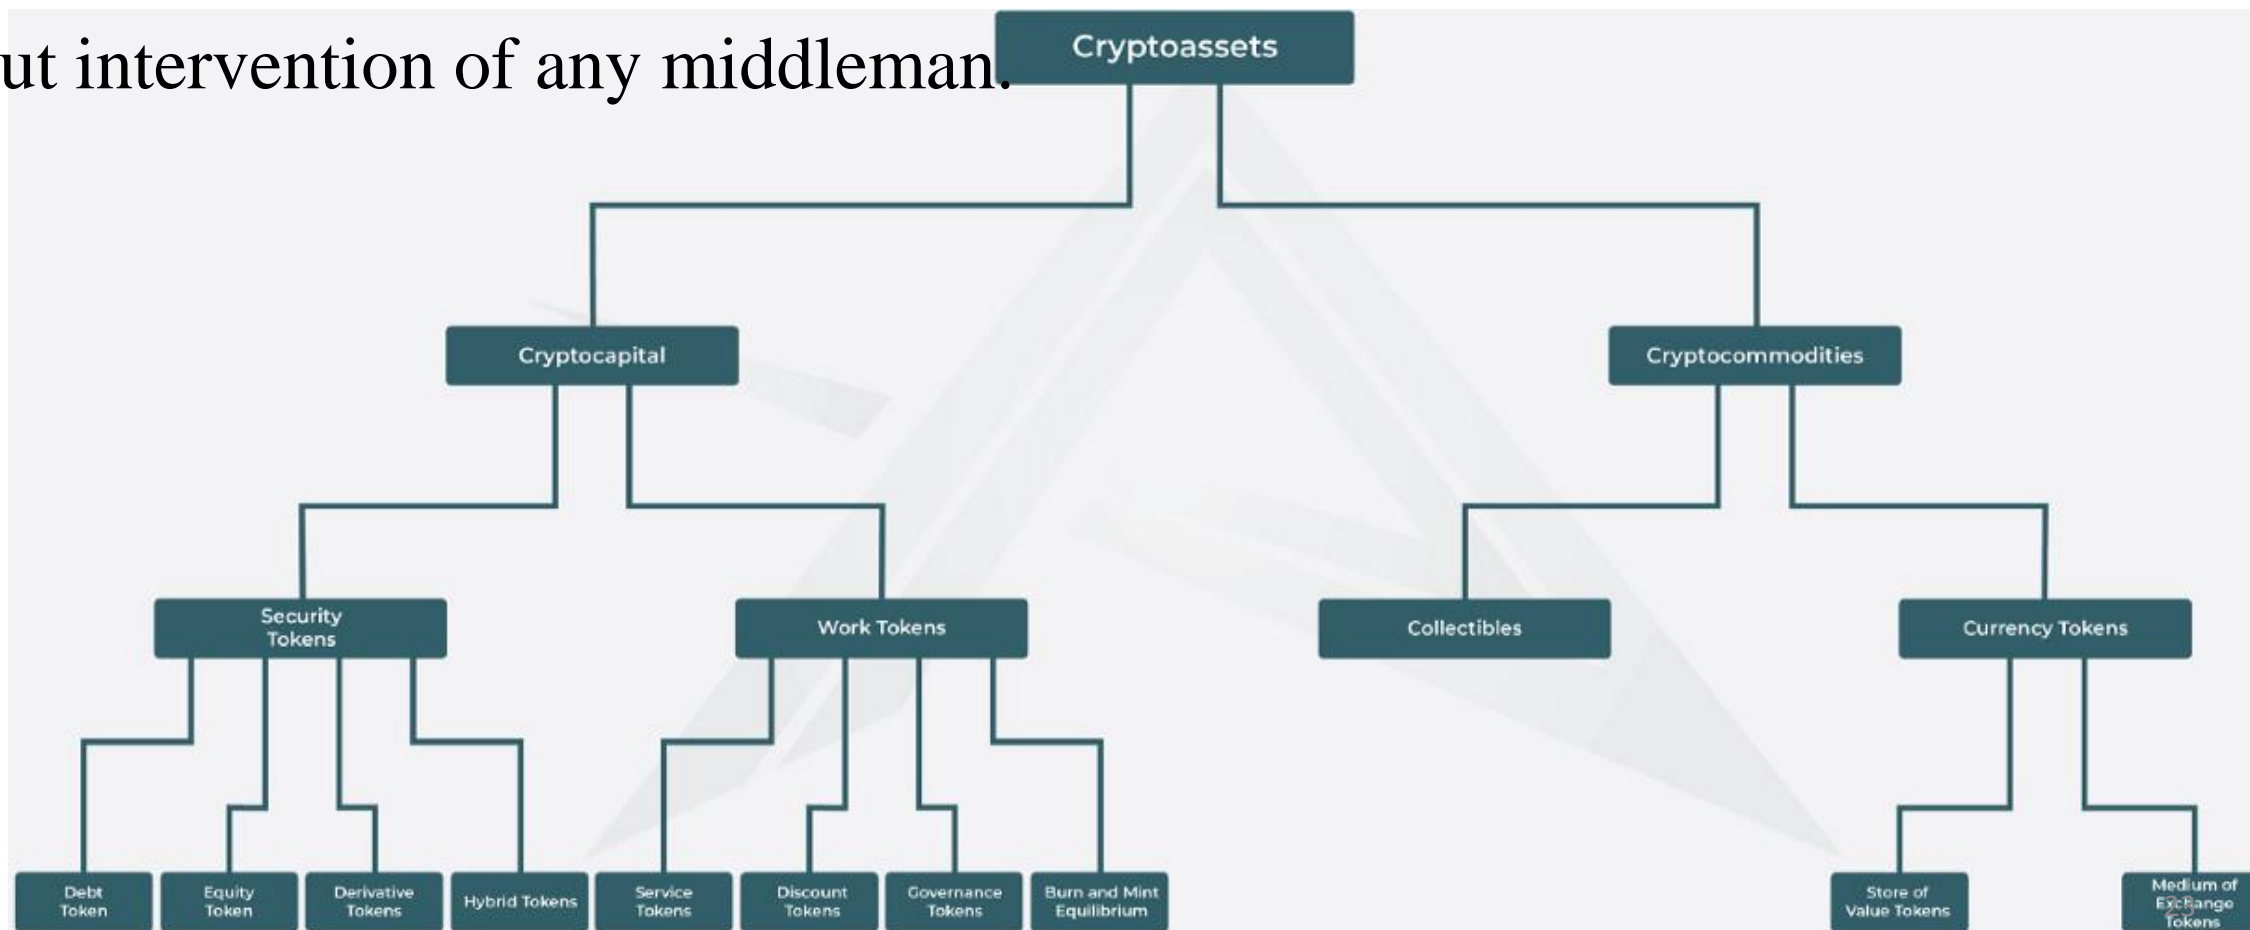 ut intervention of any middleman.
Cryptoassets
Cryptocapital
Cryptocommodities
Security
Tokens
Work Tokens
Collectibles
Currency Tokens
Debt
Token
Equity
Token
Derivative
Tokens
Hybrid Tokens
Service
Tokens
Discount
Tokens
Governance
Tokens
Burn and Mint
Equilibrium
Store of
Value Tokens
Medium of
Exchange
Tokens
23